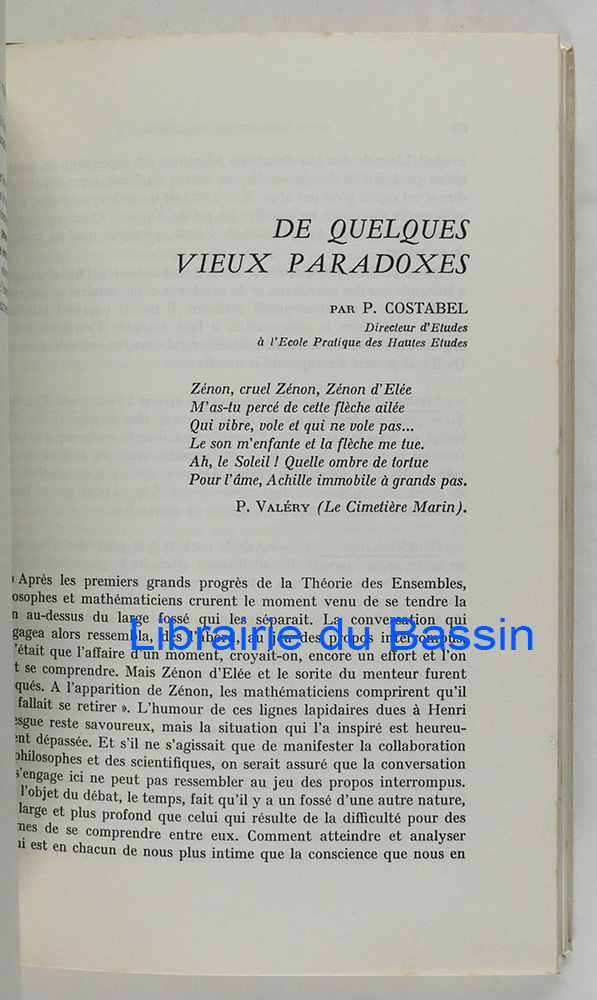 DE QUELQUES
VIEUX PARADOXES
PAR P. COSTABEL
Directeur d'Etudes
à l'Ecole Pratique des Hautes Etudes
Zénon, cruel Zénon, Zénon d'Elée
M'as-tu percé de cette flèche ailée
Qui vibre, vole et qui ne vole pas...
Le son m'enfante et la flèche me tue.
Ah, le Soleil ! Quelle ombre de tortue
Pour l'âme, Achille immobile à grands pas.
P. VALÉRY (Le Cimetière Marin).
Après les premiers grands progrès de la Théorie des Ensembles,
osophes et mathématiciens crurent le moment venu de se tendre la
n au-dessus du large fossé qui les séparait. La conversation qui
gagea alors ressembla, dès l'abord, au jeu des propos interrompus.
'était que l'affaire d'un moment, croyait-on, encore un effort et l'on
t se comprendre. Mais Zénon d'Elée et le sorite du menteur furent
qués. A l'apparition de Zénon, les mathématiciens comprirent qu'il
fallait se retirer ». L'humour de ces lignes lapidaires dues à Henri
esgue reste savoureux, mais la situation qui l'a inspiré est heureu-
nt dépassée. Et s'il ne s'agissait que de manifester la collaboration
philosophes et des scientifiques, on serait assuré que la conversation
s'engage ici ne peut pas ressembler au jeu des propos interrompus.
l'objet du débat, le temps, fait qu'il y a un fossé d'une autre nature,
large et plus profond que celui qui résulte de la difficulté pour des
mes de se comprendre entre eux. Comment atteindre et analyser
ui est en chacun de nous plus intime que la conscience que nous en
Librairie du Bassin